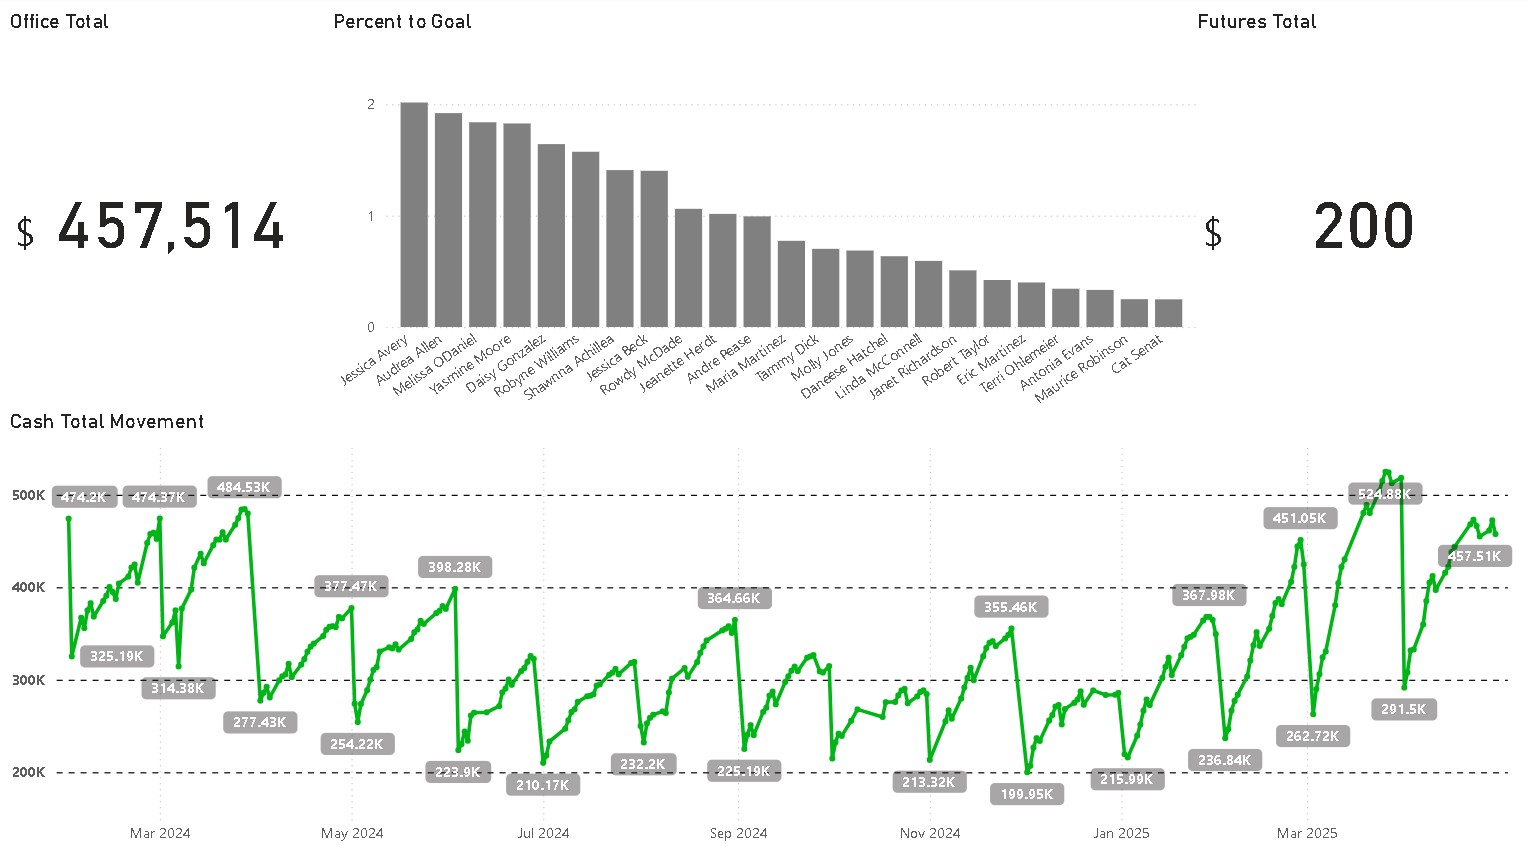 Office Total
Percent to Goal
Futures Total
$ 457,514
2
1
0
Jessica Avery
Audrea Allen
Melissa ODaniel
Yasmine Moore
Daisy Gonzalez
Robyne Williams
Shawnna Achillea
Jessica Beck
Rowdy McDade
Jeanette Herdt
Andre Pease
Maria Martinez
Tammy Dick
Molly Jones
Daneese Hatchel
Linda McConnell
Janet Richardson
Robert Taylor
Eric Martinez
Terri Ohlemeier
Antonia Evans
Maurice Robinson
Cat Senat
$ 200
Cash Total Movement
500K
400K
300K
200K
474.2K
325.19K
474.37K
314.38K
484.53K
277.43K
377.47K
254.22K
398.28K
223.9K
210.17K
232.2K
364.66K
225.19K
213.32K
355.46K
199.95K
215.99K
367.98K
236.84K
451.05K
262.72K
524.88K
291.5K
457.51K
Mar 2024
May 2024
Jul 2024
Sep 2024
Nov 2024
Jan 2025
Mar 2025